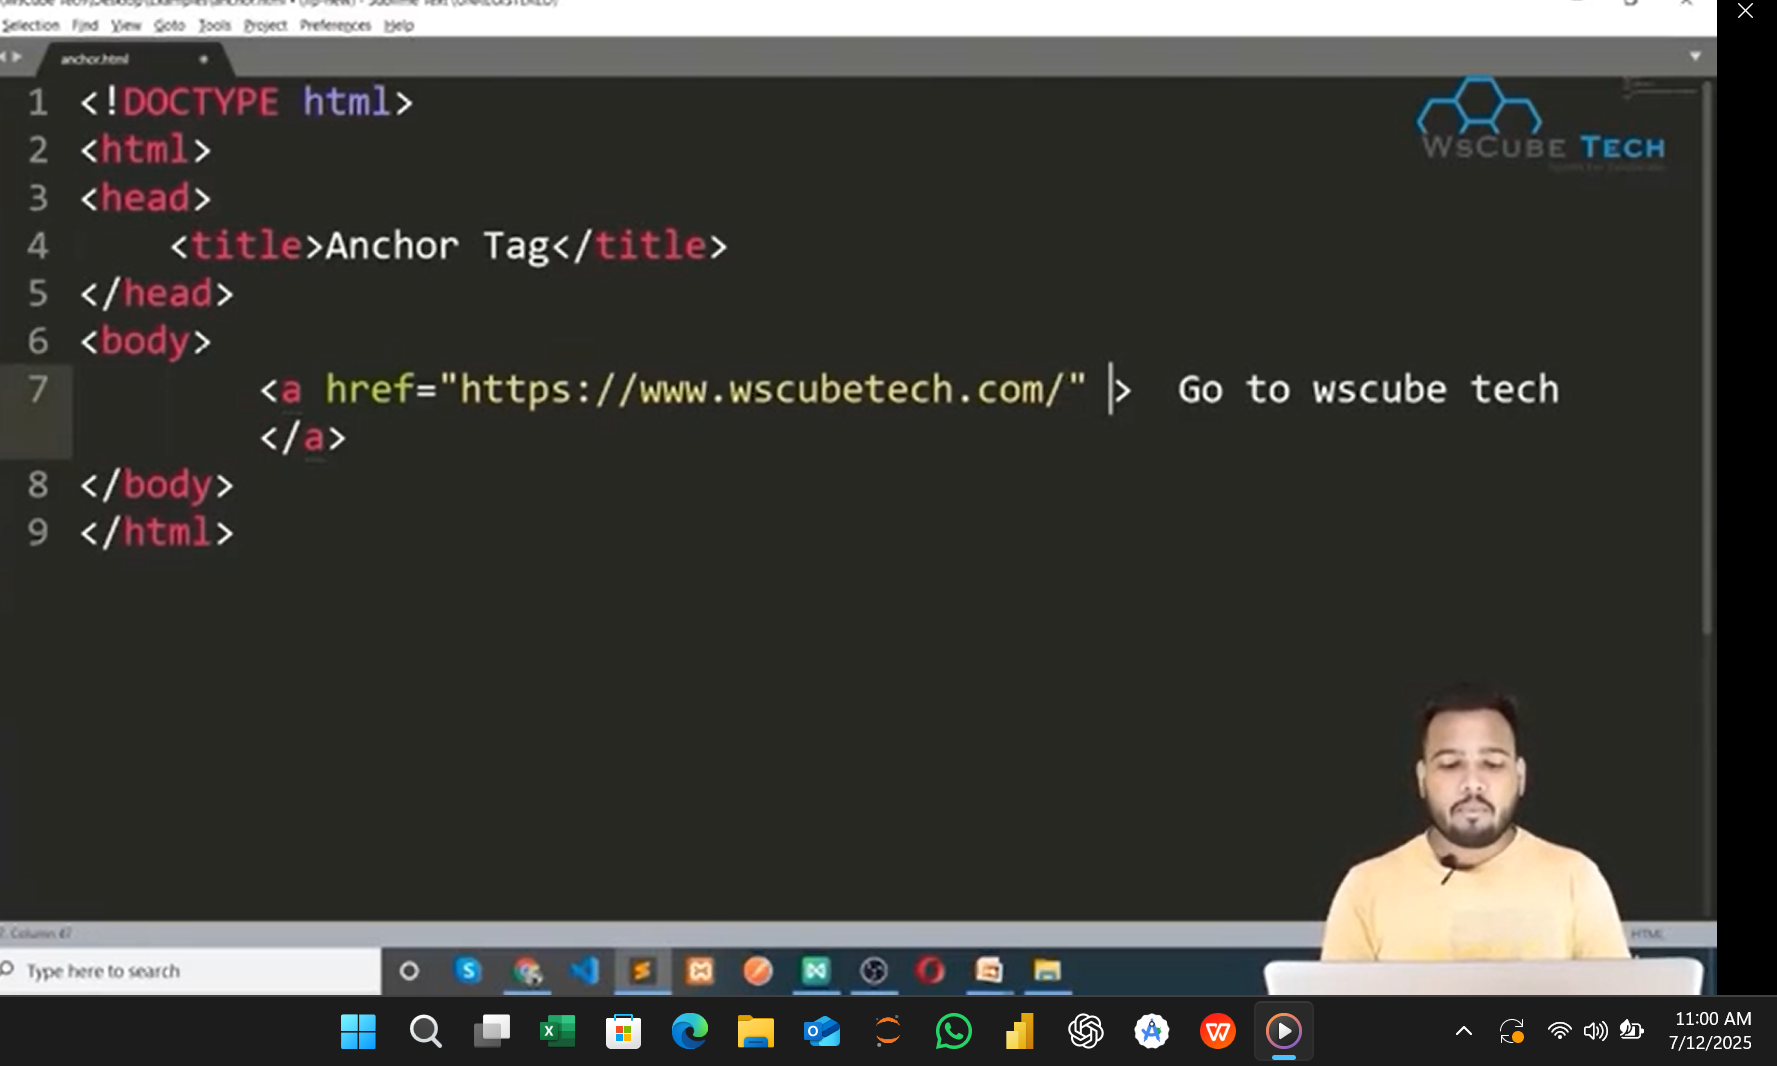 Selection Find View Goto Tools Project Preferences Help
anchor.html
WsCube Tech
1 <!DOCTYPE html>
2 <html>
3 <head>
4 <title>Anchor Tag</title>
5 </head>
6 <body>
7 <a href="https://www.wscubetech.com/" > Go to wscube tech
</a>
8 </body>
9 </html>
Column 47
HTML
Type here to search
11:00 AM
7/12/2025